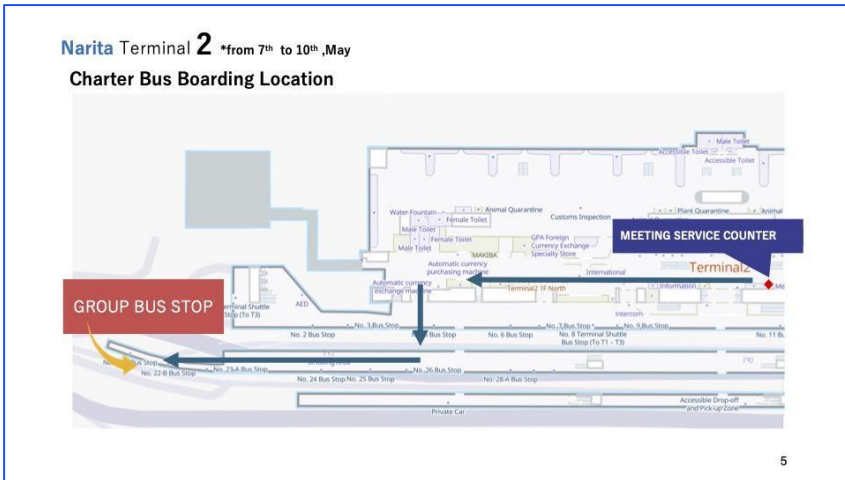 Narita Terminal 2 *from 7th to 10th ,May
Charter Bus Boarding Location
Male Toilet
Accessible Toilet
Accessible Toilet
Water Fountain
Animal Quarantine
Female Toilet
Customs Inspection
Plant Quarantine
Animal
Male Toilet
Female Toilet
Male Toilet
GPA Foreign
Currency Exchange
Specialty Store
MAKIBA
MEETING SERVICE COUNTER
Automatic currency
purchasing machine
International
Terminal2
Automatic currency
exchange machine
Terminal2 1F North
Information
Me
GROUP BUS STOP
AED
Terminal Shuttle
Stop (To T3)
Intercom
No. 2 Bus Stop
No. 3 Bus Stop
Bus Stop
No. 6 Bus Stop
No. 7 Bus Stop
No. 8 Terminal Shuttle
Bus Stop (To T1・T3)
No. 9 Bus Stop
No. 11 Bu
Bus Stop
No. 22-B Bus Stop
No. 23-A Bus Stop
No. 24 Bus Stop
No. 25 Bus Stop
No. 26 Bus Stop
No. 28-A Bus Stop
Private Car
Accessible Drop-off
and Pick-up Zone
5